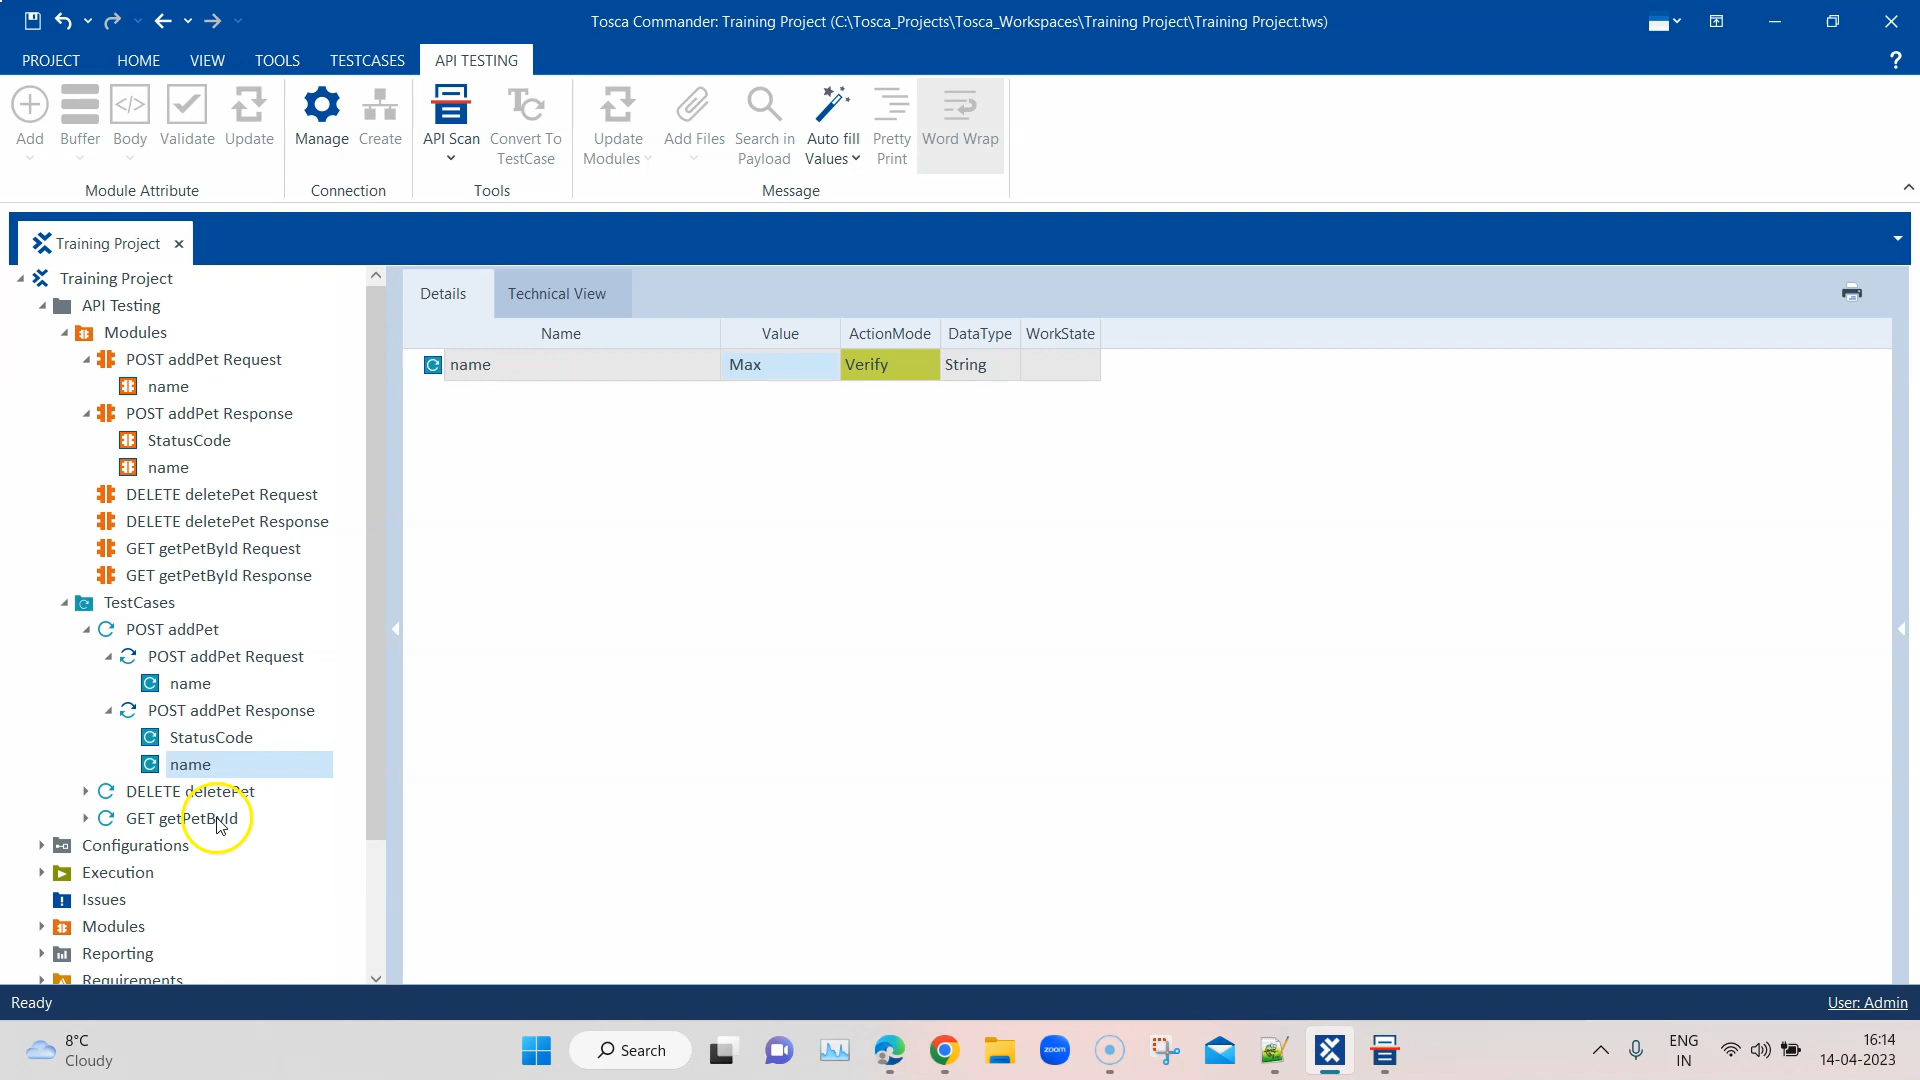 Tosca Commander: Training Project (C:\Tosca_Projects\Tosca_Workspaces\Training Project\Training Project.tws)
PROJECT HOME VIEW TOOLS TESTCASES API TESTING ?
Add Buffer Body Validate Update
Module Attribute
Manage Create
Connection
API Scan Convert To TestCase
Tools
Update Modules Add Files Search in Payload Auto fill Values Pretty Print Word Wrap
Message
Training Project
Training Project
API Testing
Modules
POST addPet Request
name
POST addPet Response
StatusCode
name
DELETE deletePet Request
DELETE deletePet Response
GET getPetById Request
GET getPetById Response
TestCases
POST addPet
POST addPet Request
name
POST addPet Response
StatusCode
name
DELETE deletePet
GET getPetById
Configurations
Execution
Issues
Modules
Reporting
Requirements
Details Technical View
Name Value ActionMode DataType WorkState
name Max Verify String
Ready User: Admin
8°C
Cloudy
Search
zoom
ENG
IN
16:14
14-04-2023